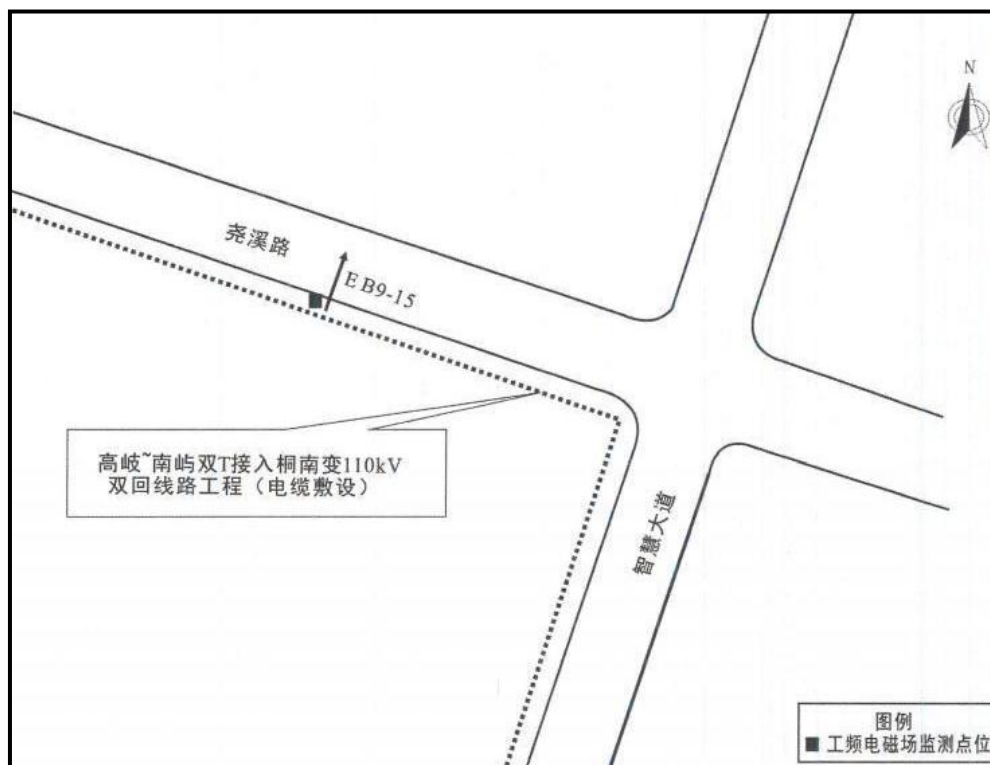 N
尧溪路
E B9-15
高岐~南屿双T接入桐南变110kV
双回线路工程（电缆敷设）
智慧大道
图例
■ 工频电磁场监测点位